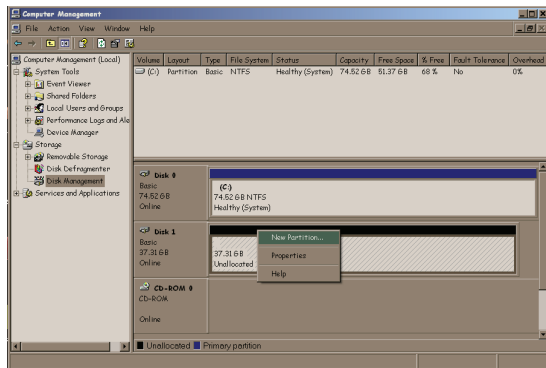 Computer Management
File Action View Window Help
Computer Management (Local)
System Tools
Event Viewer
Shared Folders
Local Users and Groups
Performance Logs and Ale
Device Manager
Storage
Removable Storage
Disk Defragmenter
Disk Management
Services and Applications
Volume Layout Type File System Status Capacity Free Space % Free Fault Tolerance Overhead
(C:) Partition Basic NTFS Healthy (System) 74.52 GB 51.37 GB 68 % No 0%
Disk 0
Basic
74.52 GB
Online
(C:)
74.52 GB NTFS
Healthy (System)
Disk 1
Basic
37.31 GB
Online
37.31 GB
Unallocated
New Partition...
Properties
Help
CD-ROM 0
CD-ROM
Online
Unallocated Primary partition